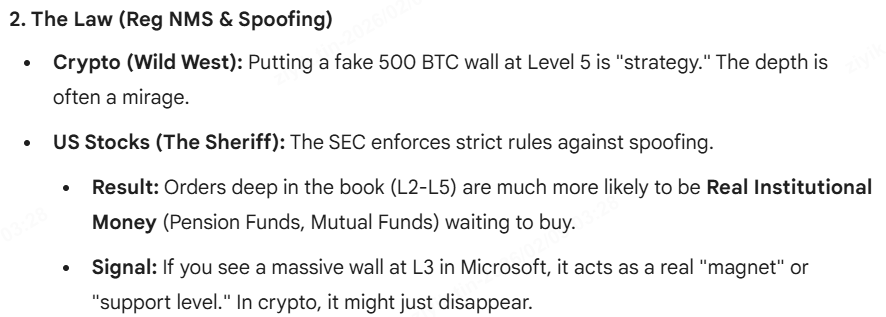 2. The Law (Reg NMS & Spoofing)
• Crypto (Wild West): Putting a fake 500 BTC wall at Level 5 is "strategy." The depth is
often a mirage.
• US Stocks (The Sheriff): The SEC enforces strict rules against spoofing.
• Result: Orders deep in the book (L2-L5) are much more likely to be Real Institutional
Money (Pension Funds, Mutual Funds) waiting to buy.
• Signal: If you see a massive wall at L3 in Microsoft, it acts as a real "magnet" or
"support level." In crypto, it might just disappear.